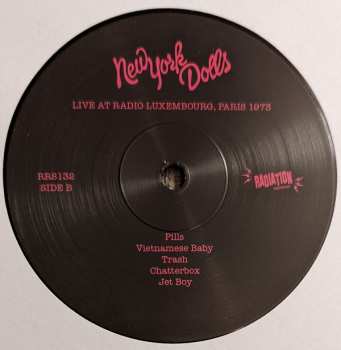 New York Dolls
LIVE AT RADIO LUXEMBOURG, PARIS 1973
RRS132
SIDE B
RADIATION
Pills
Vietnamese Baby
Trash
Chatterbox
Jet Boy